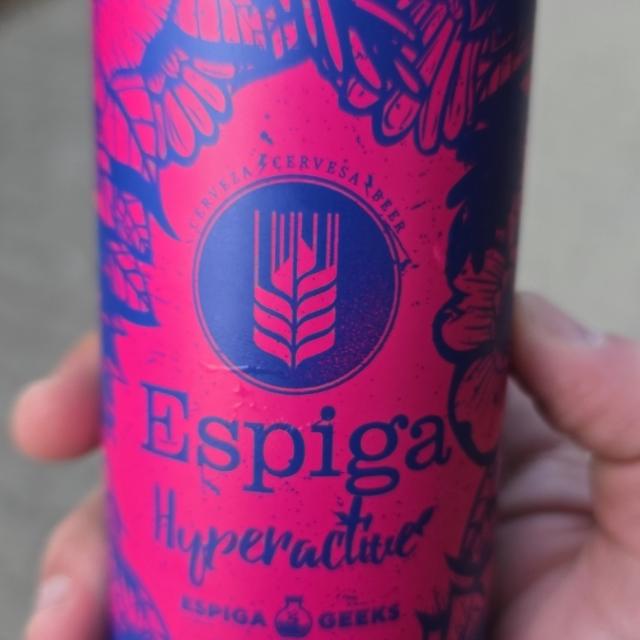 CERVEZA CERVESA BEER
Espiga
Hyperactive
ESPIGA GEEKS